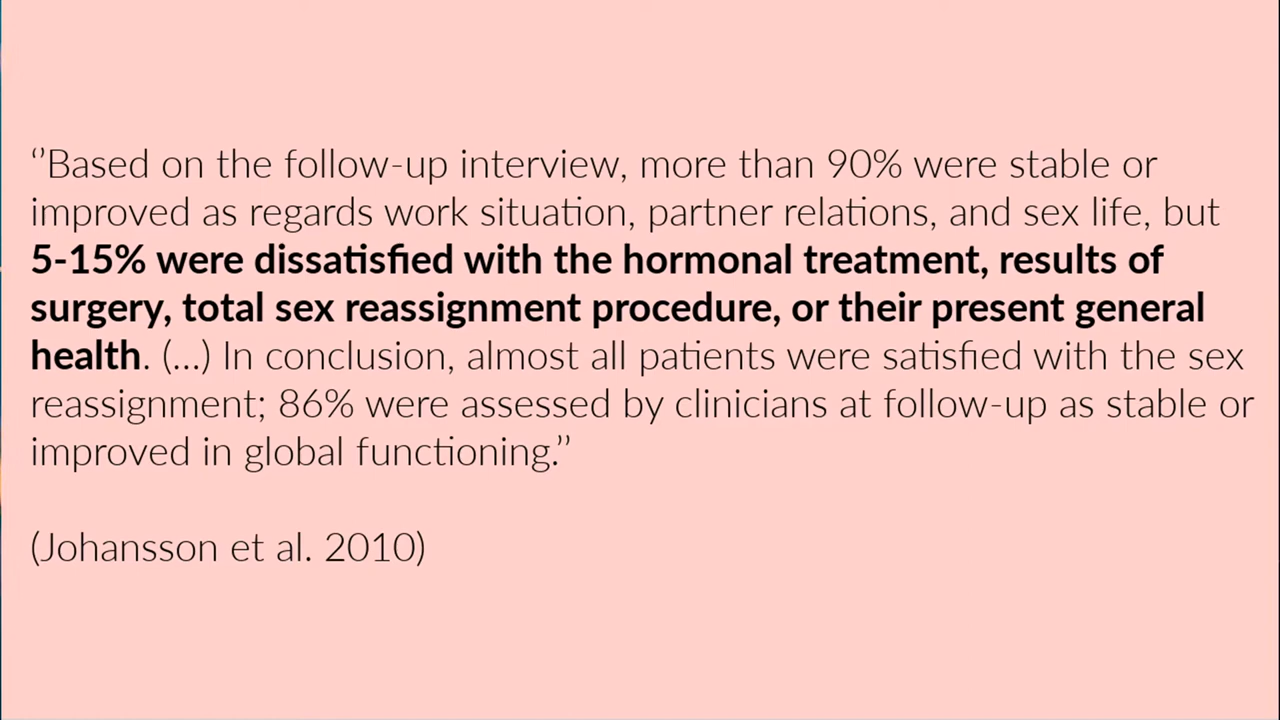 ‘’Based on the follow-up interview, more than 90% were stable or
improved as regards work situation, partner relations, and sex life, but
5-15% were dissatisfied with the hormonal treatment, results of
surgery, total sex reassignment procedure, or their present general
health. (…) In conclusion, almost all patients were satisfied with the sex
reassignment; 86% were assessed by clinicians at follow-up as stable or
improved in global functioning.’’
(Johansson et al. 2010)